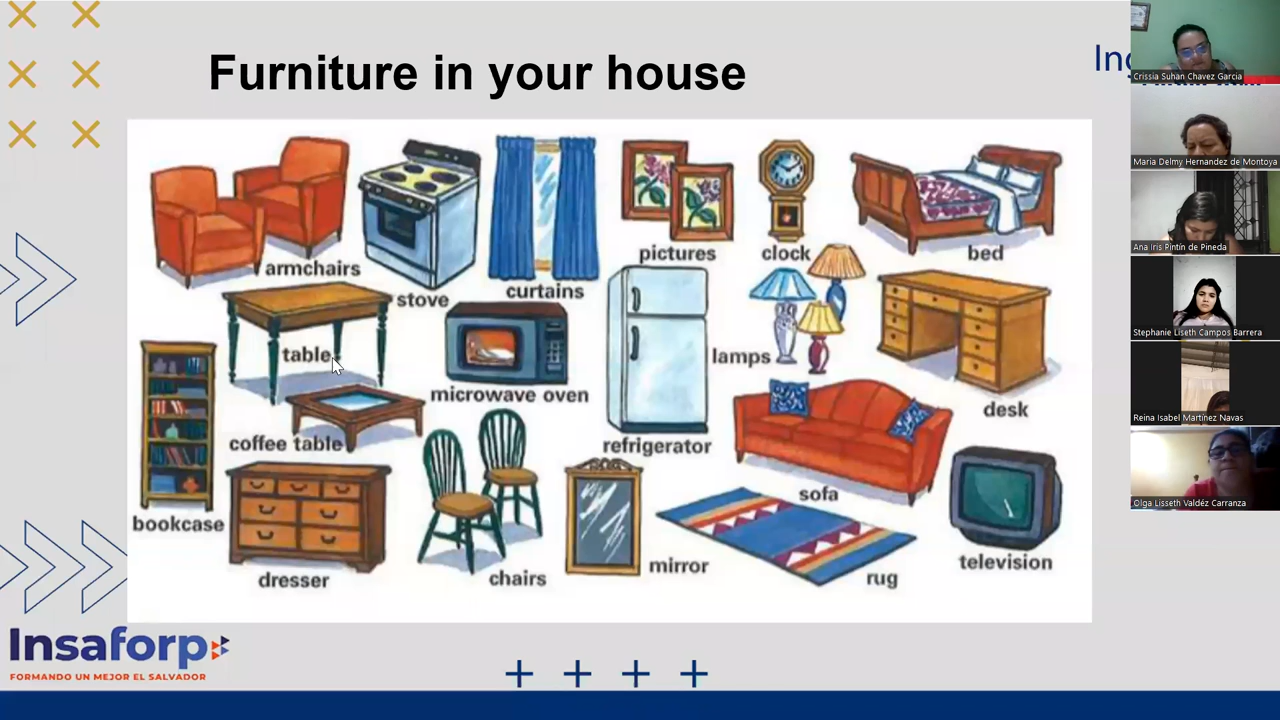 Furniture in your house
armchairs
stove
curtains
pictures
clock
bed
table
microwave oven
lamps
desk
coffee table
refrigerator
sofa
bookcase
dresser
chairs
mirror
rug
television
Insaforp
FORMANDO UN MEJOR EL SALVADOR
Crissia Suhan Chavez Garcia
Maria Delmy Hernandez de Montoya
Ana Iris Pintín de Pineda
Stephanie Liseth Campos Barrera
Reina Isabel Martinez Navas
Olga Lisseth Valdéz Carranza